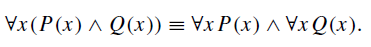 ∀x(P(x) ∧ Q(x)) ≡ ∀x P(x) ∧ ∀x Q(x).